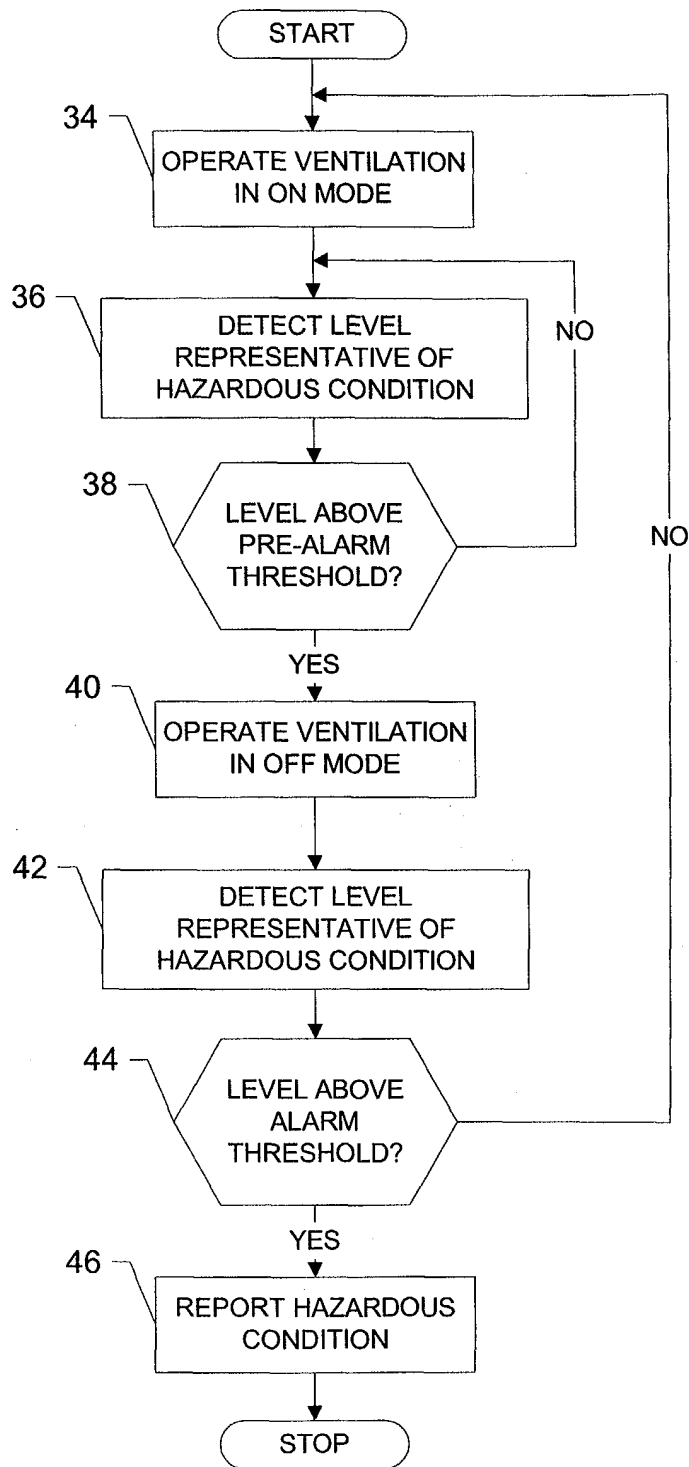 START
34
OPERATE VENTILATION
IN ON MODE
36
DETECT LEVEL
REPRESENTATIVE OF
HAZARDOUS CONDITION
NO
38
LEVEL ABOVE
PRE-ALARM
THRESHOLD?
NO
YES
40
OPERATE VENTILATION
IN OFF MODE
42
DETECT LEVEL
REPRESENTATIVE OF
HAZARDOUS CONDITION
44
LEVEL ABOVE
ALARM
THRESHOLD?
YES
46
REPORT HAZARDOUS
CONDITION
STOP